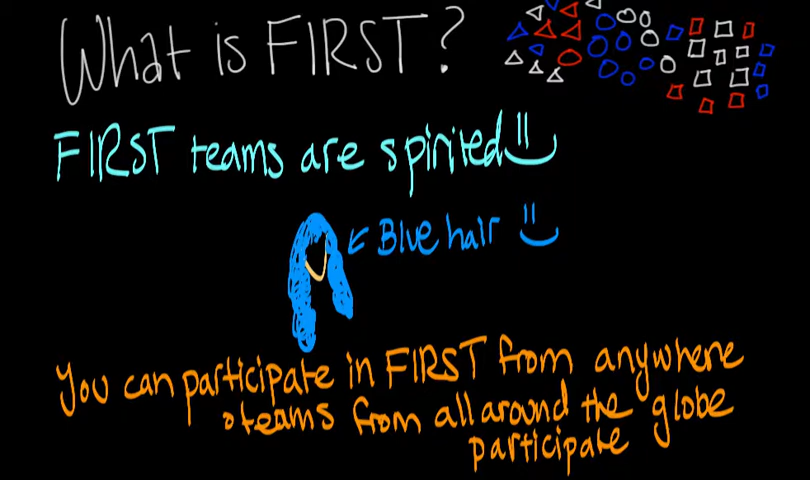 What is FIRST?
FIRST teams are spirited
Blue hair
You can participate in FIRST from anywhere
teams from all around the globe
participate